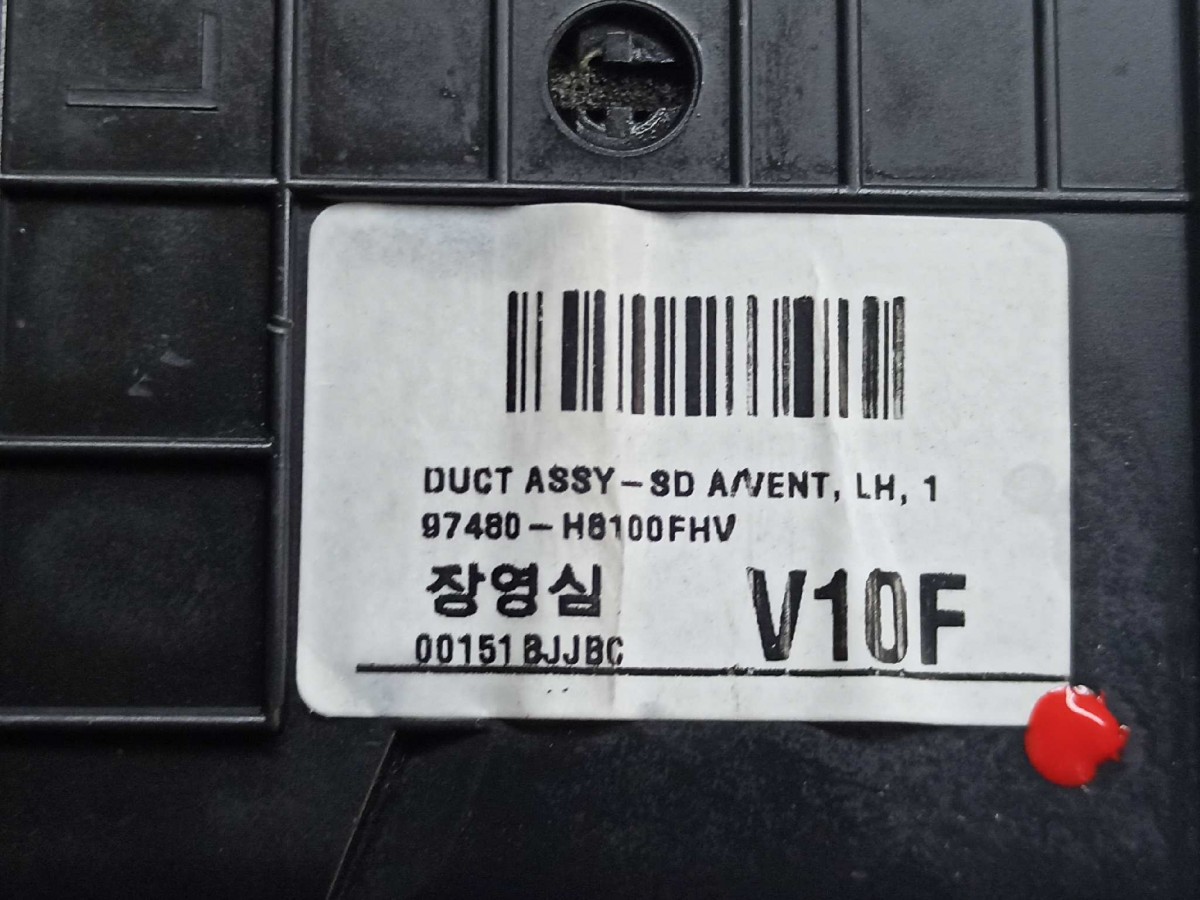 DUCT ASSY-SD A/VENT, LH, 1
97480-H8100FHV
장영심
V10F
00151BJJBC